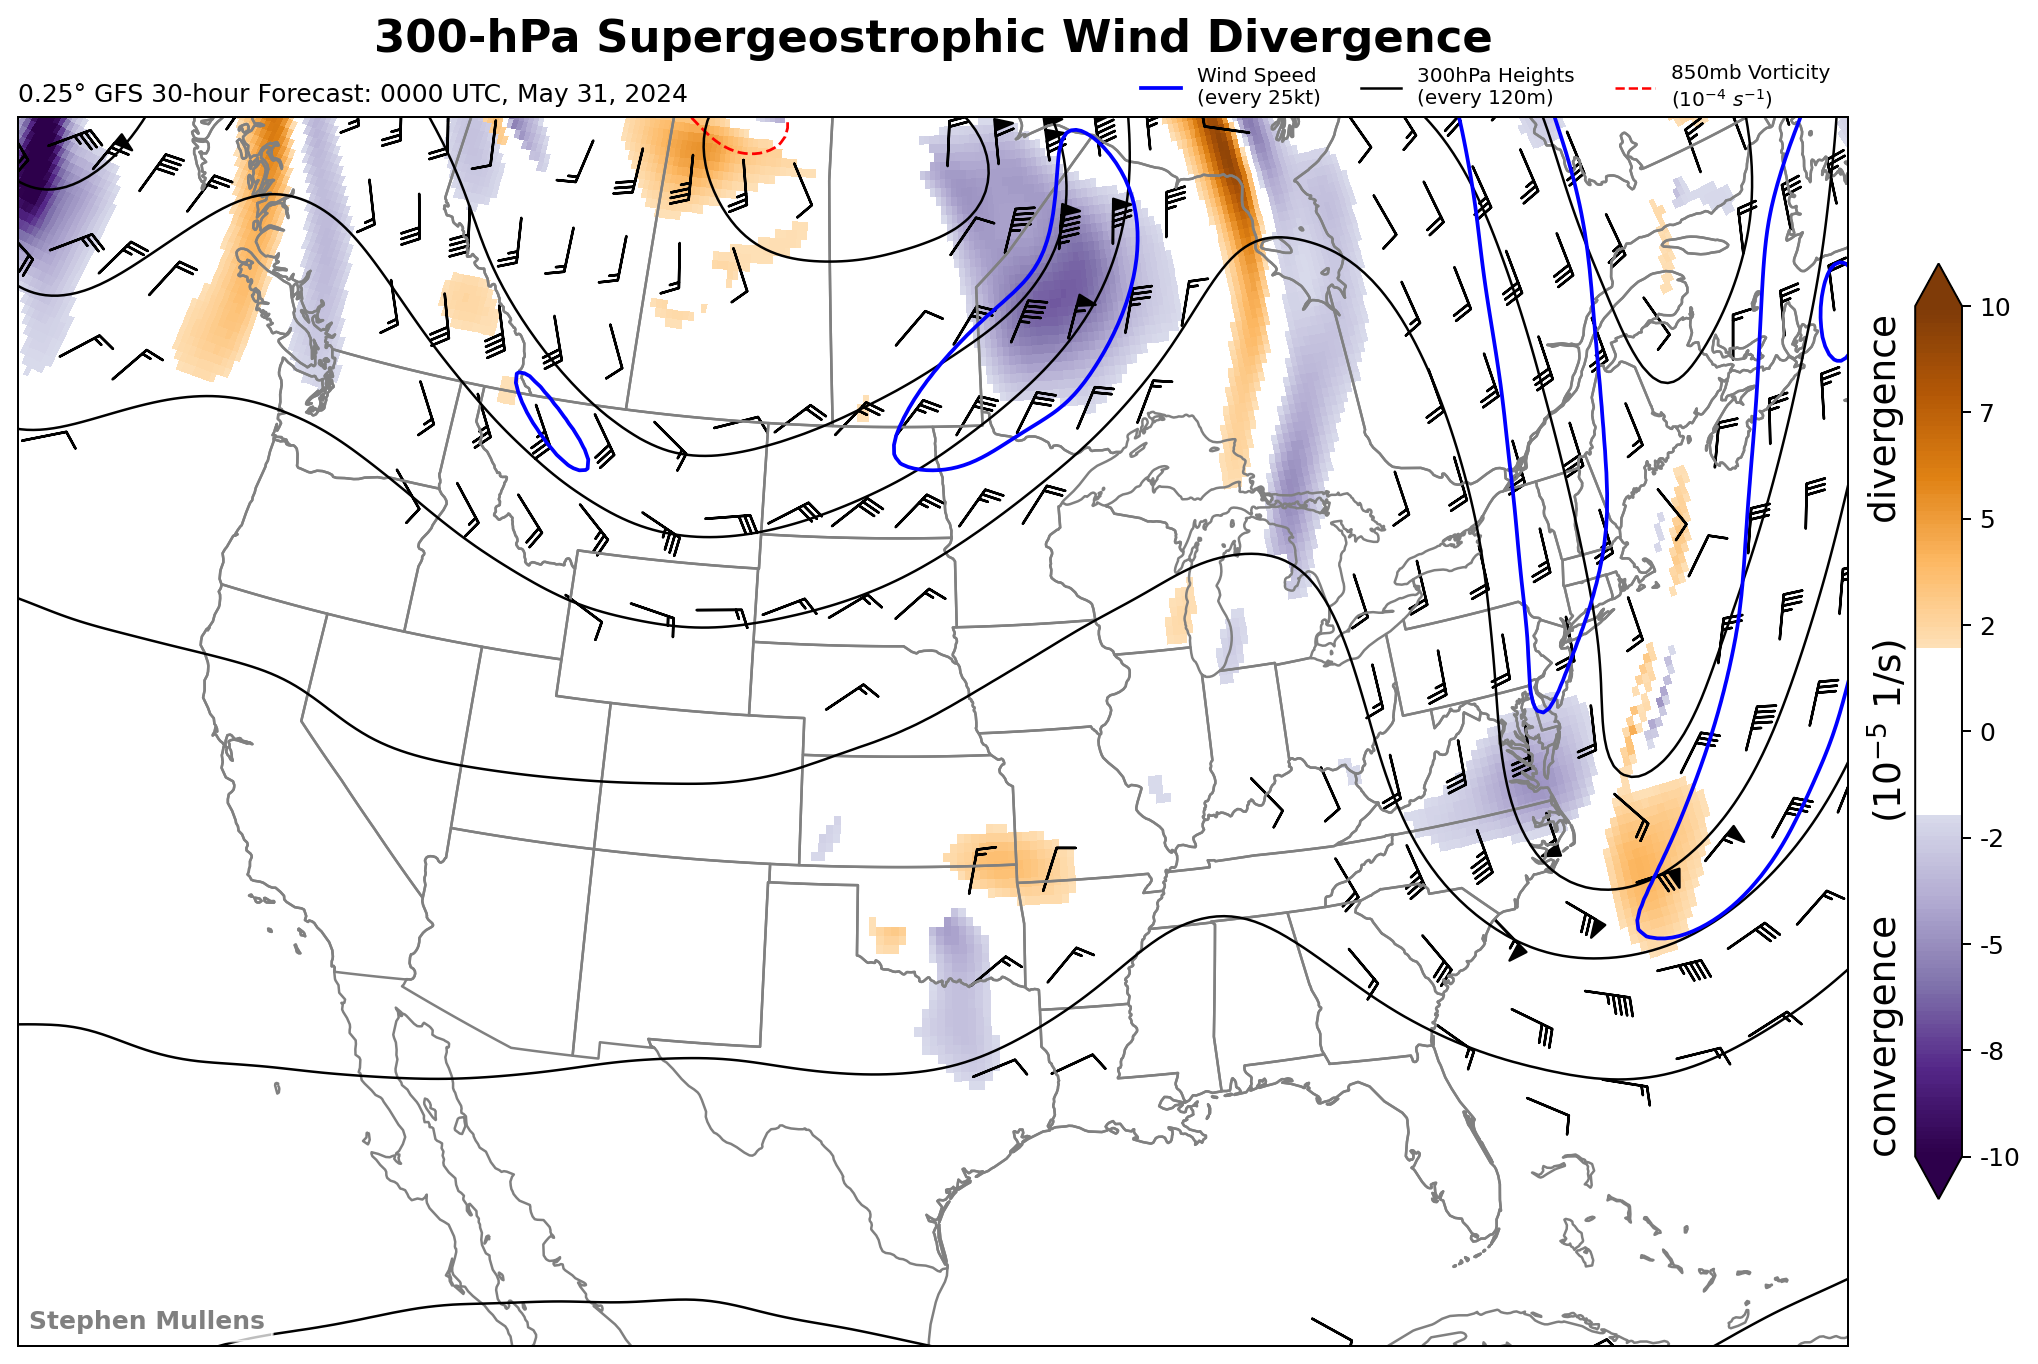 300-hPa Supergeostrophic Wind Divergence
0.25° GFS 30-hour Forecast: 0000 UTC, May 31, 2024
Wind Speed
(every 25kt)
300hPa Heights
(every 120m)
850mb Vorticity
(10⁻⁴ s⁻¹)
10
7
5
2
0
-2
-5
-8
-10
convergence (10⁻⁵ 1/s) divergence
Stephen Mullens